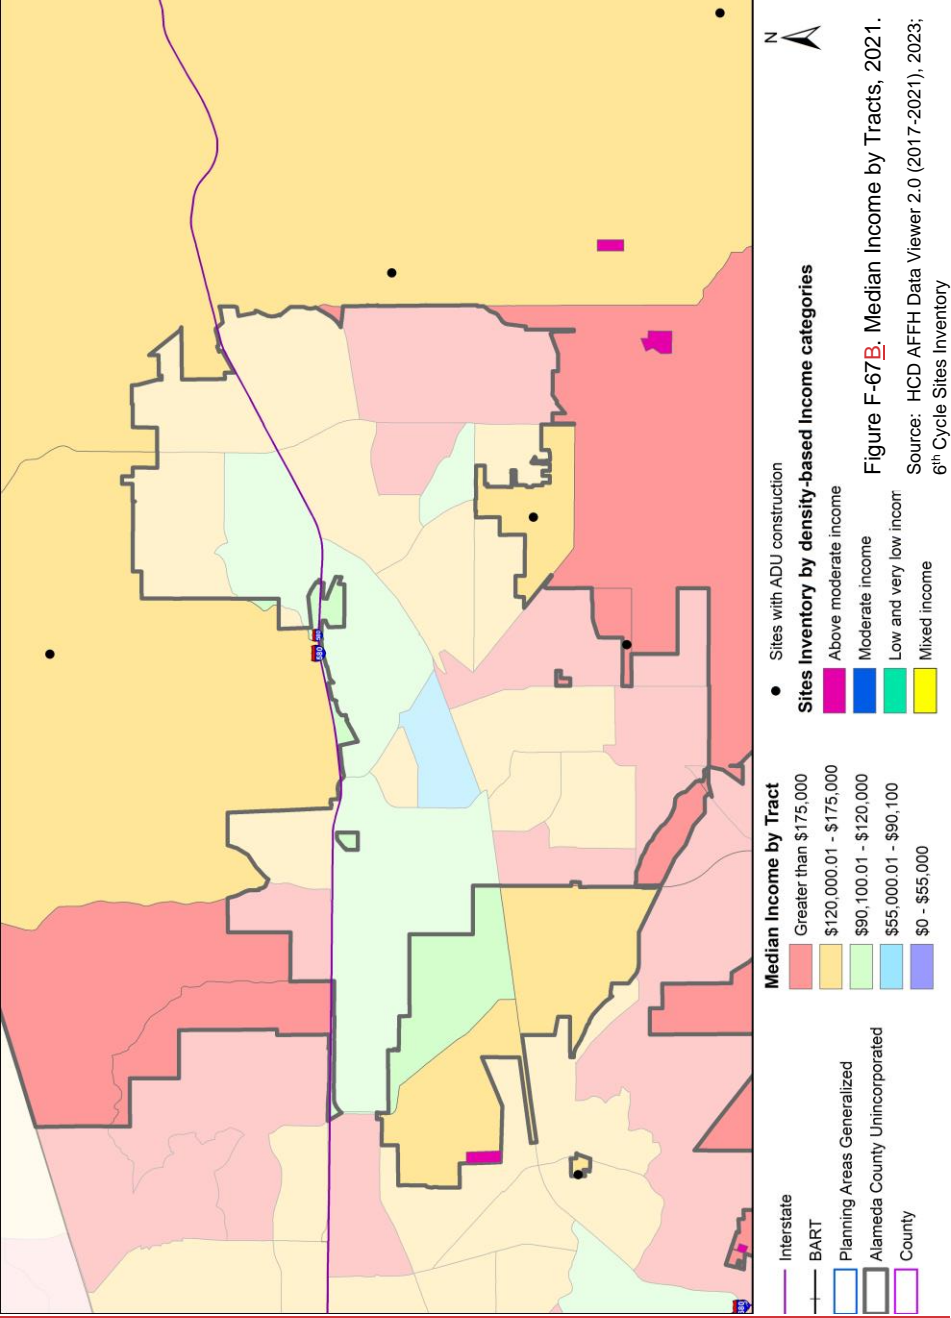 Interstate
BART
Planning Areas Generalized
Alameda County Unincorporated
County
Median Income by Tract
Greater than $175,000
$120,000.01 - $175,000
$90,100.01 - $120,000
$55,000.01 - $90,100
$0 - $55,000
Sites with ADU construction
Sites Inventory by density-based Income categories
Above moderate income
Moderate income
Low and very low incom
Mixed income
N
Figure F-67B. Median Income by Tracts, 2021.
Source: HCD AFFH Data Viewer 2.0 (2017-2021), 2023;
6th Cycle Sites Inventory
580